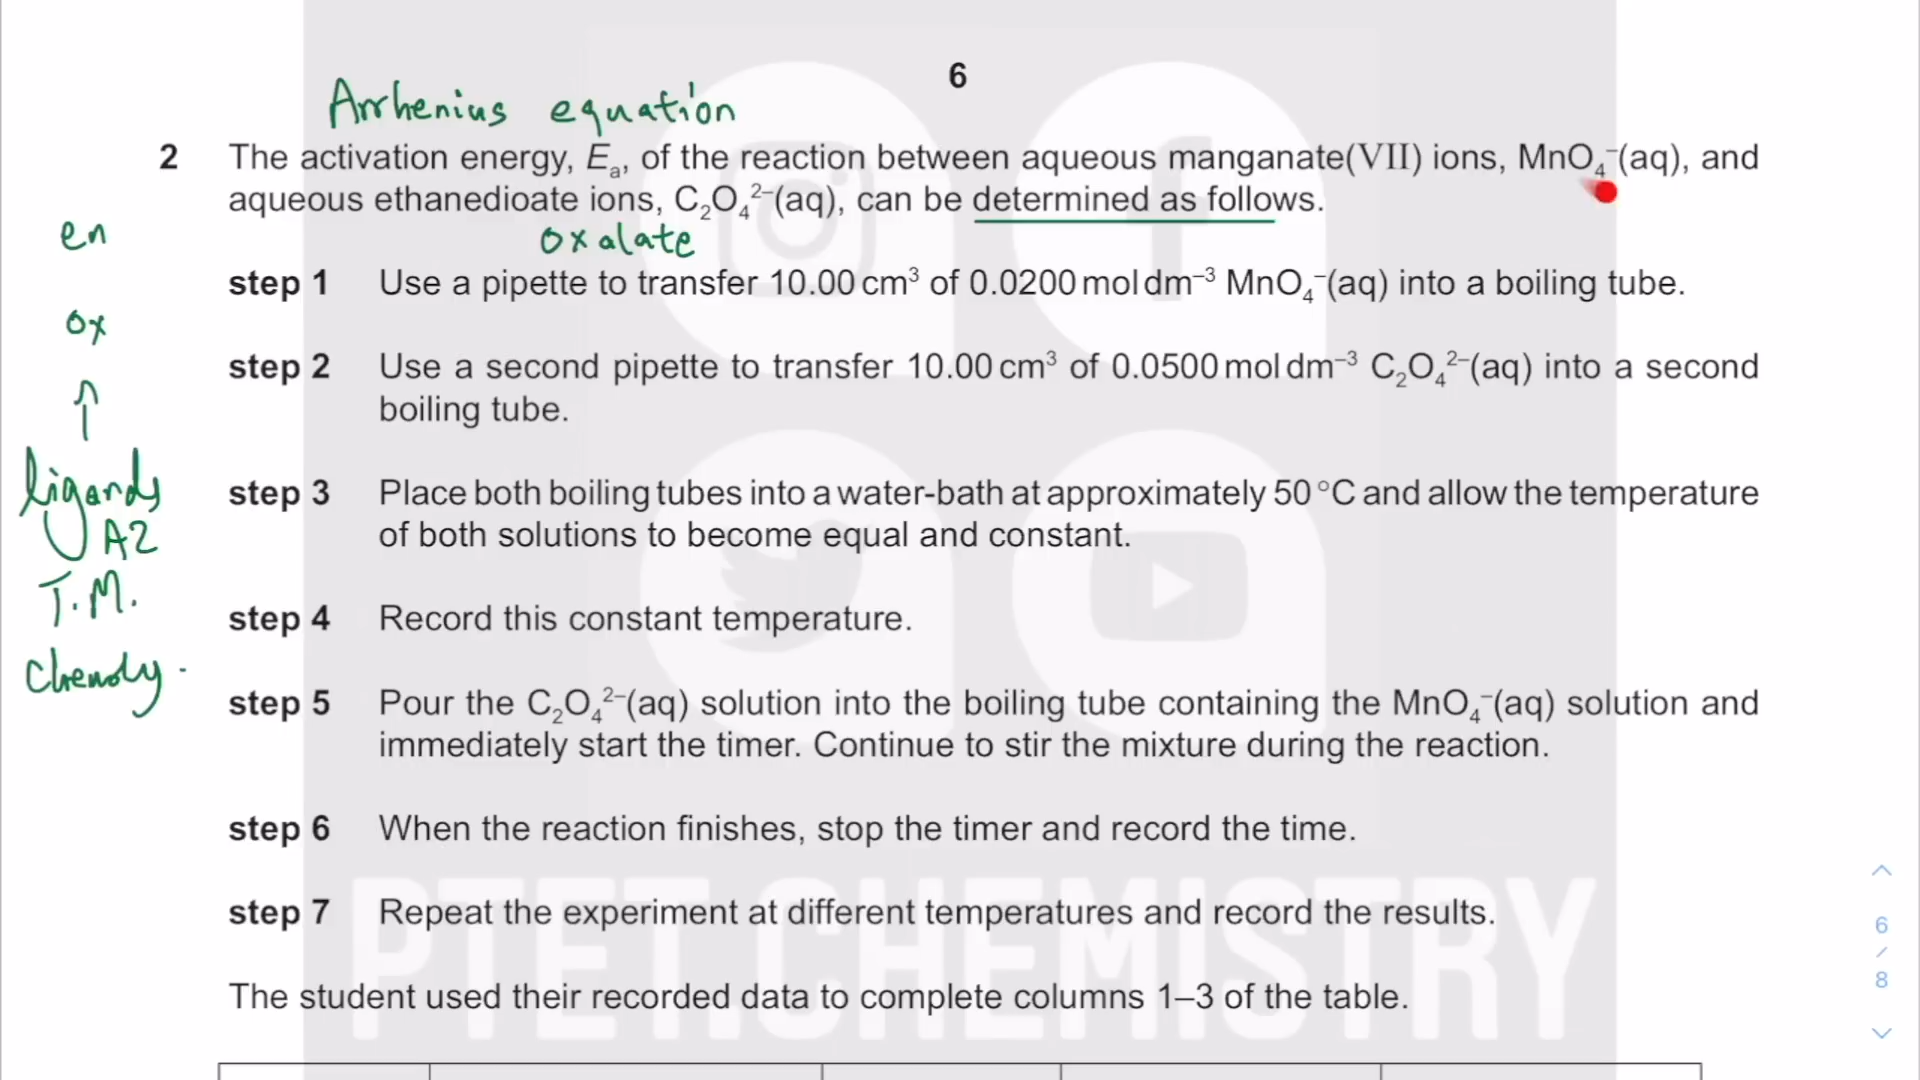 6
Arrhenius equation
2 The activation energy, Eₐ, of the reaction between aqueous manganate(VII) ions, MnO₄⁻(aq), and
aqueous ethanedioate ions, C₂O₄²⁻(aq), can be determined as follows.
oxalate
en
ox
ligands
A2
T.M.
step 1 Use a pipette to transfer 10.00 cm³ of 0.0200 mol dm⁻³ MnO₄⁻(aq) into a boiling tube.
step 2 Use a second pipette to transfer 10.00 cm³ of 0.0500 mol dm⁻³ C₂O₄²⁻(aq) into a second
boiling tube.
step 3 Place both boiling tubes into a water-bath at approximately 50 °C and allow the temperature
of both solutions to become equal and constant.
step 4 Record this constant temperature.
step 5 Pour the C₂O₄²⁻(aq) solution into the boiling tube containing the MnO₄⁻(aq) solution and
immediately start the timer. Continue to stir the mixture during the reaction.
step 6 When the reaction finishes, stop the timer and record the time.
step 7 Repeat the experiment at different temperatures and record the results.
The student used their recorded data to complete columns 1–3 of the table.
PTET.CHEMISTRY
6
/
8